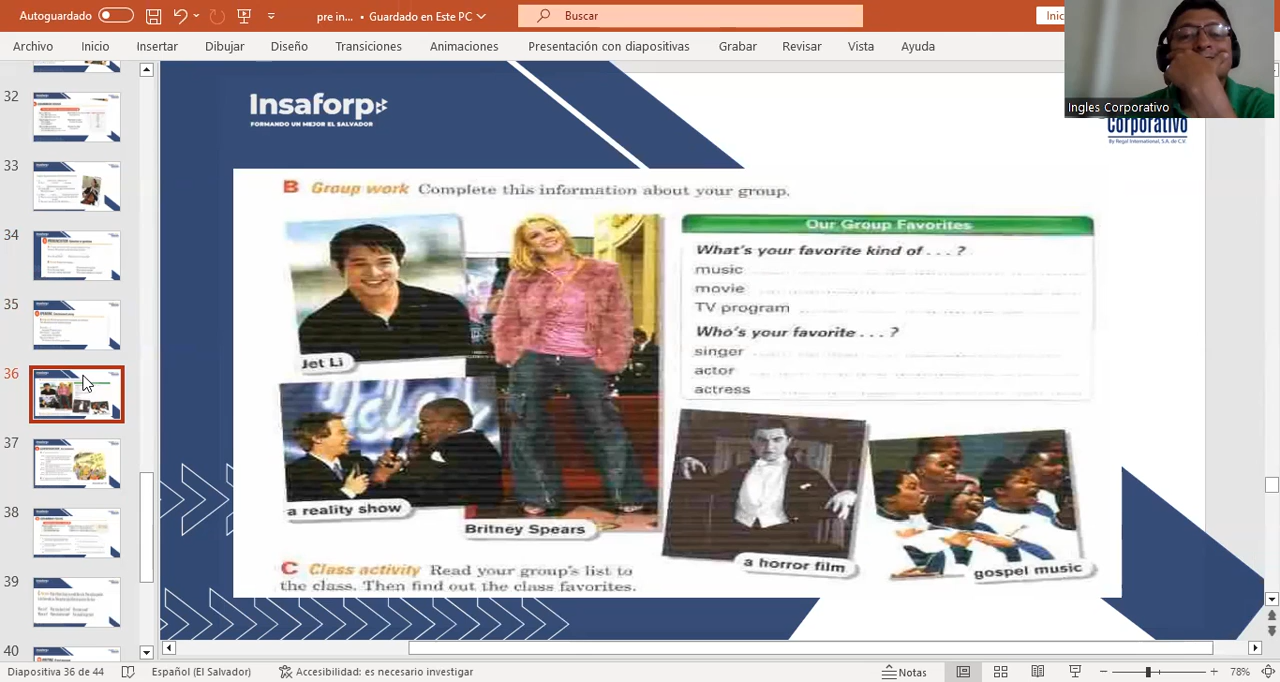 Autoguardado
pre in... • Guardado en Este PC
Buscar
Inic
Archivo Inicio Insertar Dibujar Diseño Transiciones Animaciones Presentación con diapositivas Grabar Revisar Vista Ayuda
Ingles Corporativo
32
33
34
35
36
37
38
39
40
Insaforp
FORMANDO UN MEJOR EL SALVADOR
Corporativo
By Regal International, S.A. de C.V.
B Group work Complete this information about your group.
Jet Li
a reality show
Britney Spears
Our Group Favorites
What's your favorite kind of . . . ?
music
movie
TV program
Who's your favorite . . . ?
singer
actor
actress
a horror film
gospel music
C Class activity Read your group's list to
the class. Then find out the class favorites.
Diapositiva 36 de 44 Español (El Salvador) Accesibilidad: es necesario investigar Notas 78%